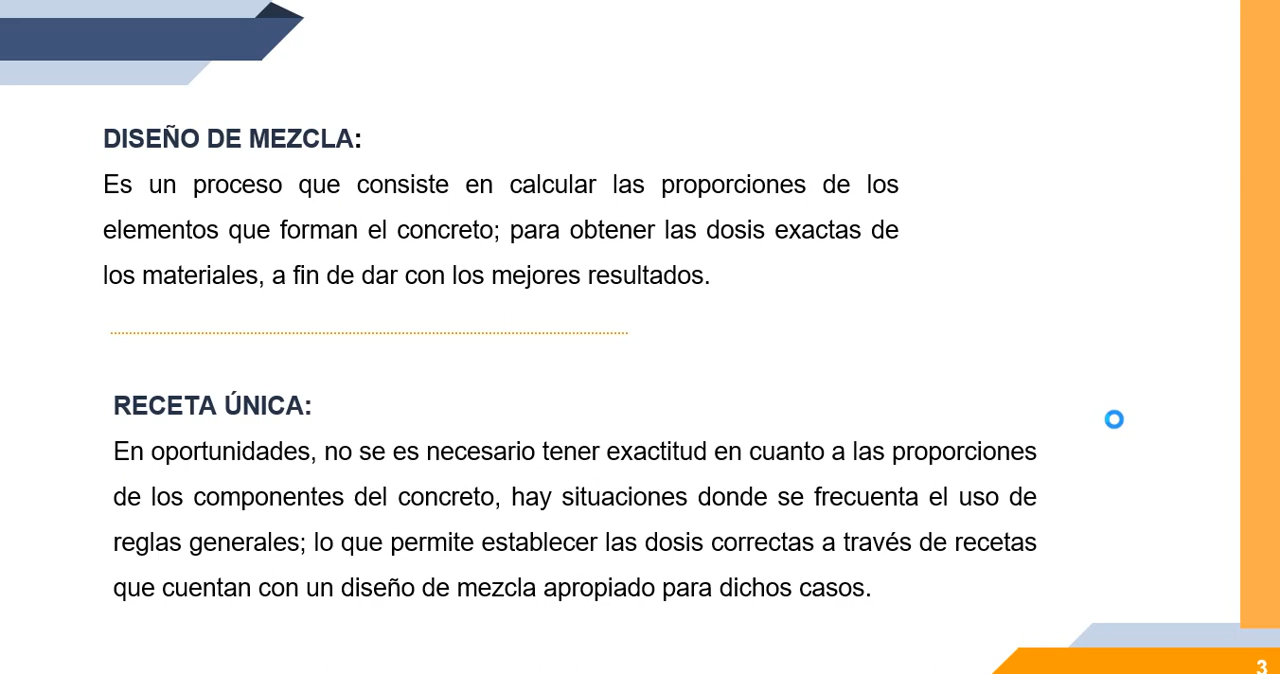 DISEÑO DE MEZCLA:
Es un proceso que consiste en calcular las proporciones de los
elementos que forman el concreto; para obtener las dosis exactas de
los materiales, a fin de dar con los mejores resultados.
RECETA ÚNICA:
En oportunidades, no se es necesario tener exactitud en cuanto a las proporciones
de los componentes del concreto, hay situaciones donde se frecuenta el uso de
reglas generales; lo que permite establecer las dosis correctas a través de recetas
que cuentan con un diseño de mezcla apropiado para dichos casos.
3